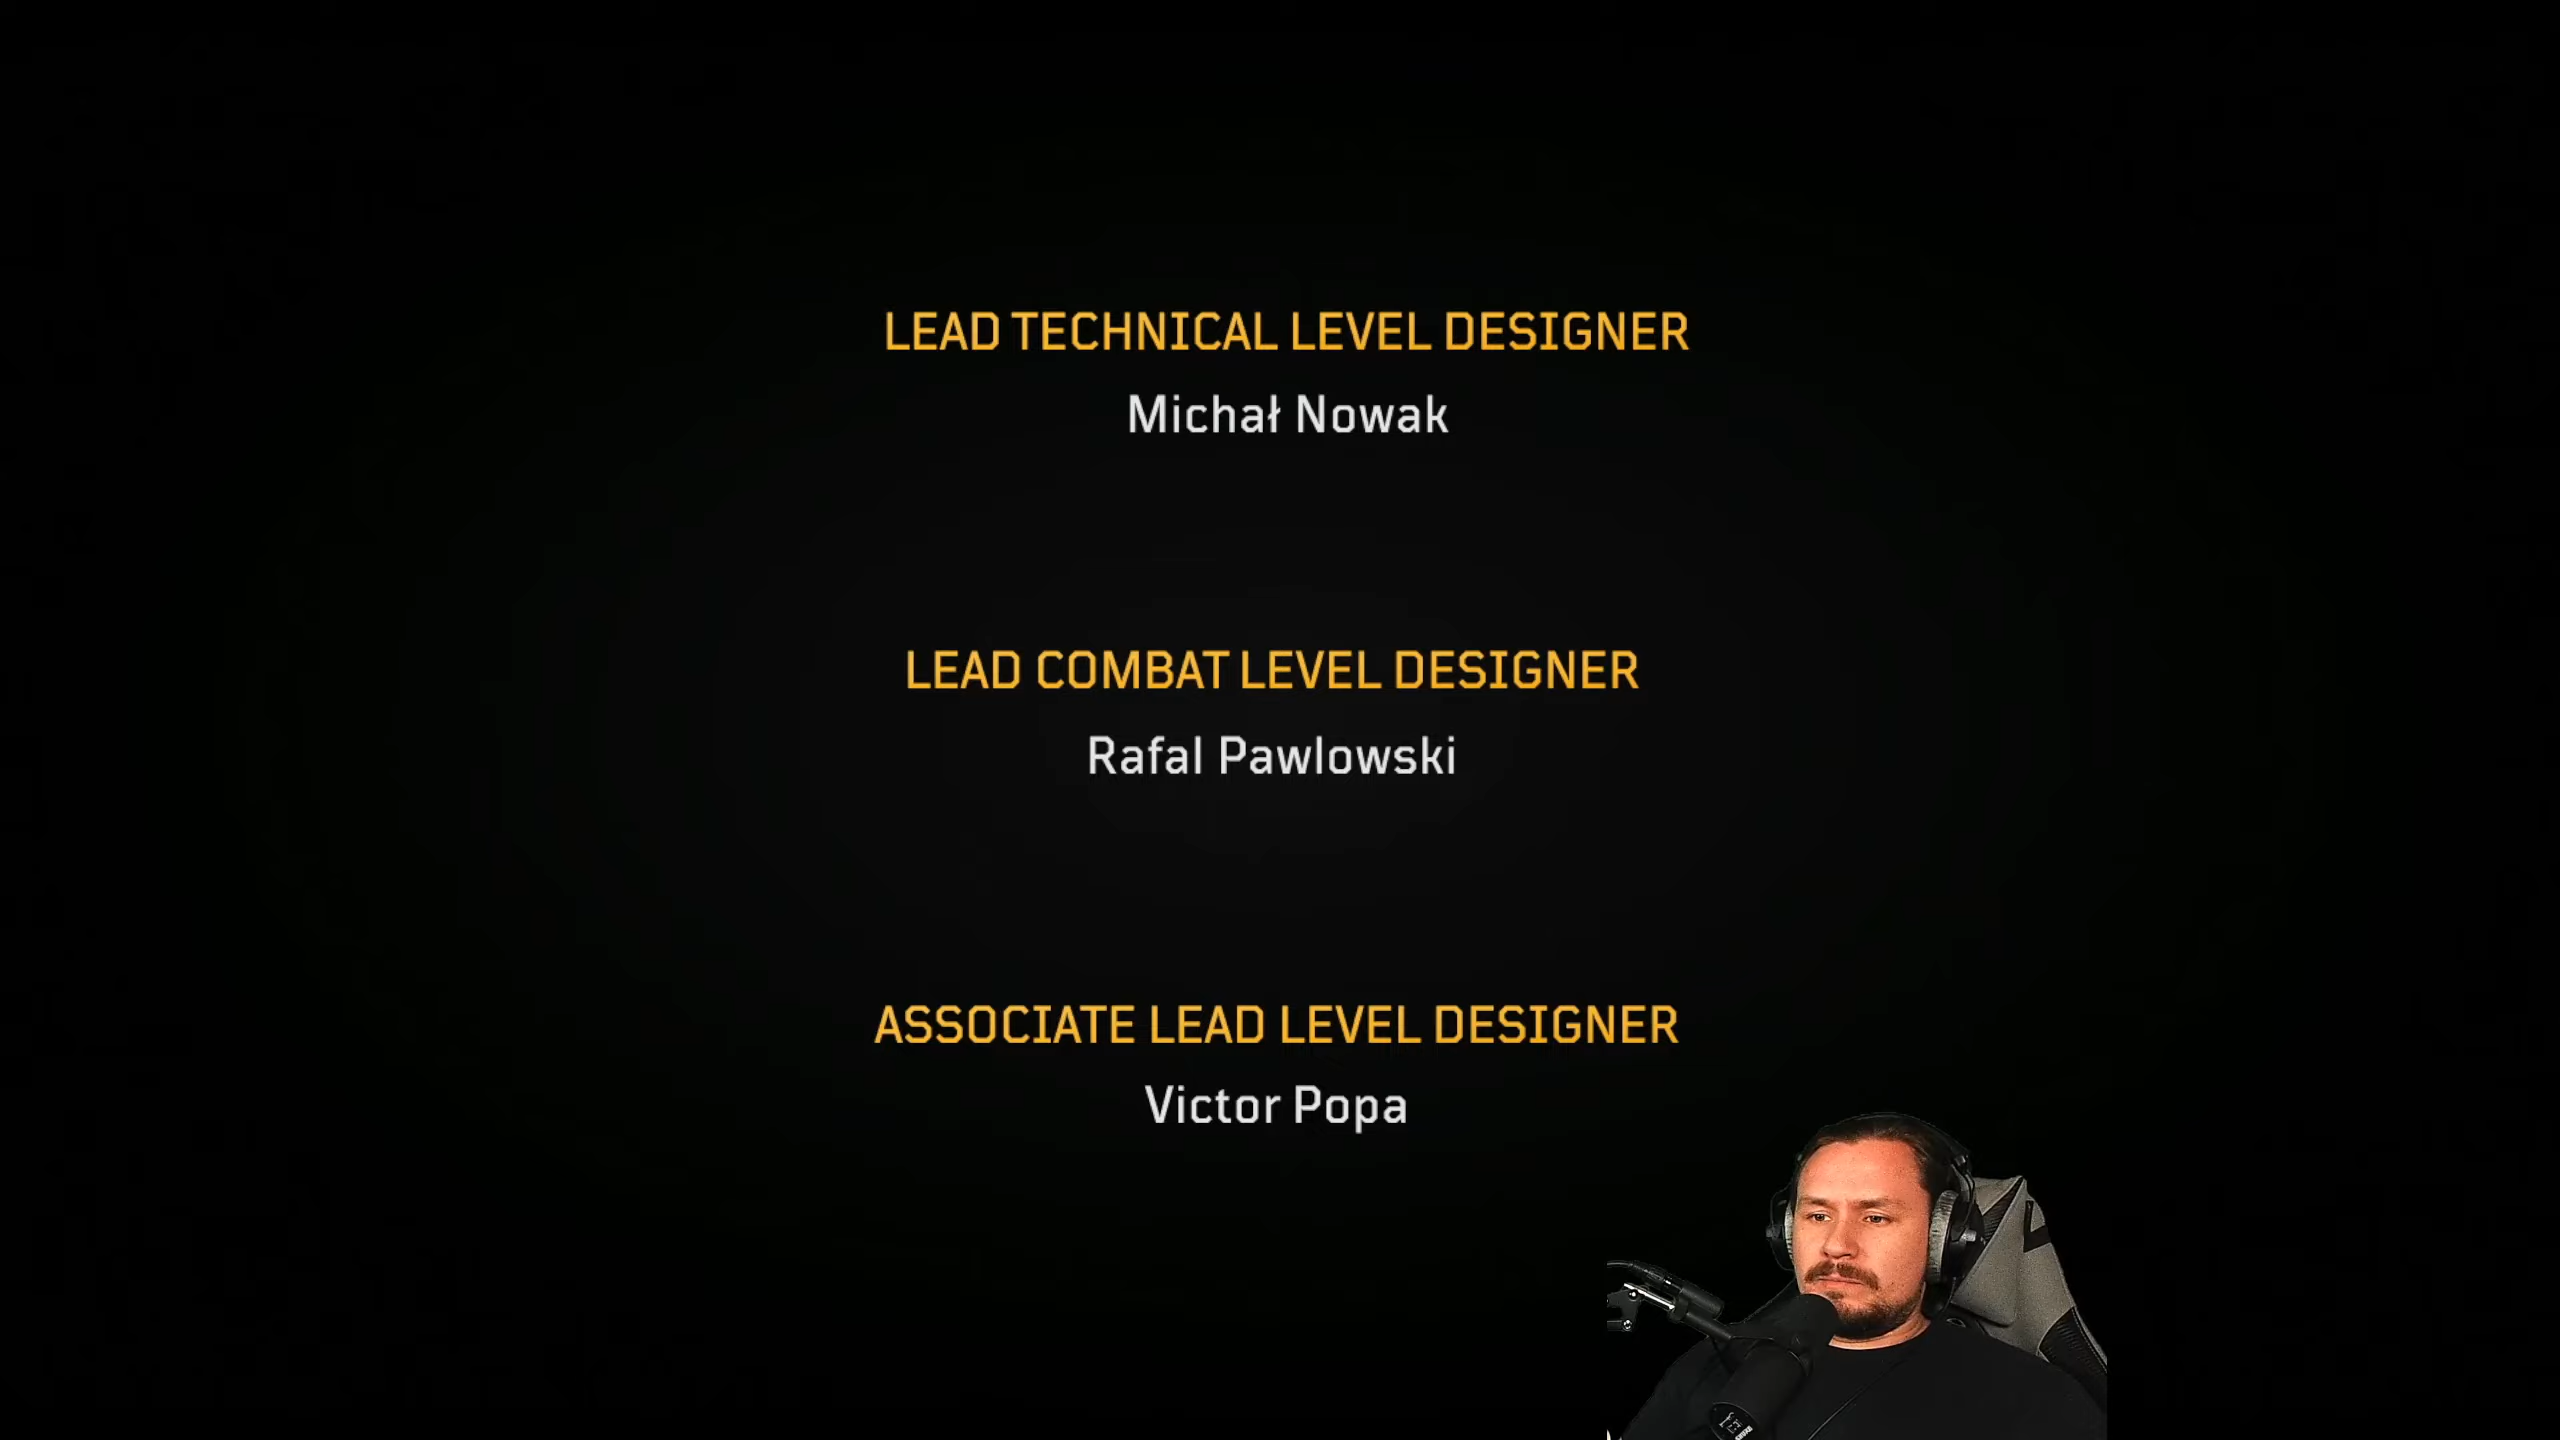 LEAD TECHNICAL LEVEL DESIGNER
Michał Nowak
LEAD COMBAT LEVEL DESIGNER
Rafal Pawlowski
ASSOCIATE LEAD LEVEL DESIGNER
Victor Popa